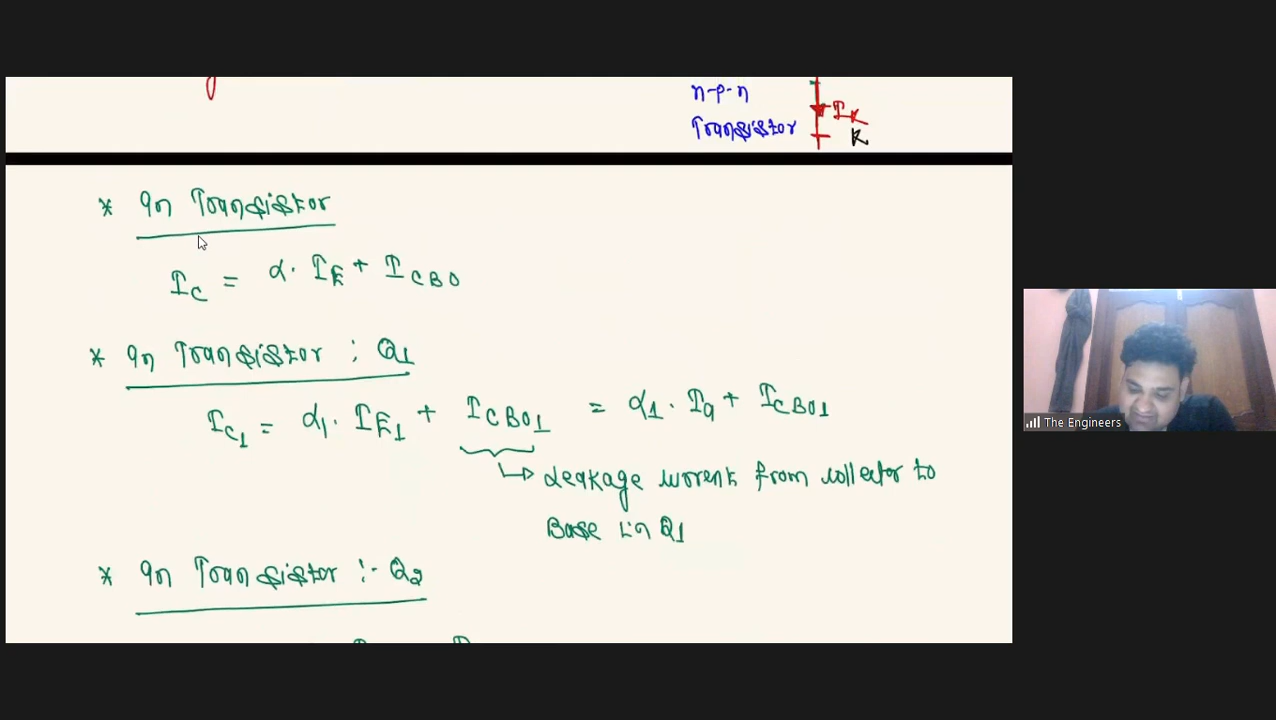 n-p-n
Transistor
I_K
K
* In Transistor
I_C = α. I_E + I_CBO
* In Transistor : Q1
I_C1 = α1. I_E1 + I_CBO1 = α1. I_a + I_CBO1
Leakage current from collector to
Base in Q1
* In Transistor :- Q2
The Engineers